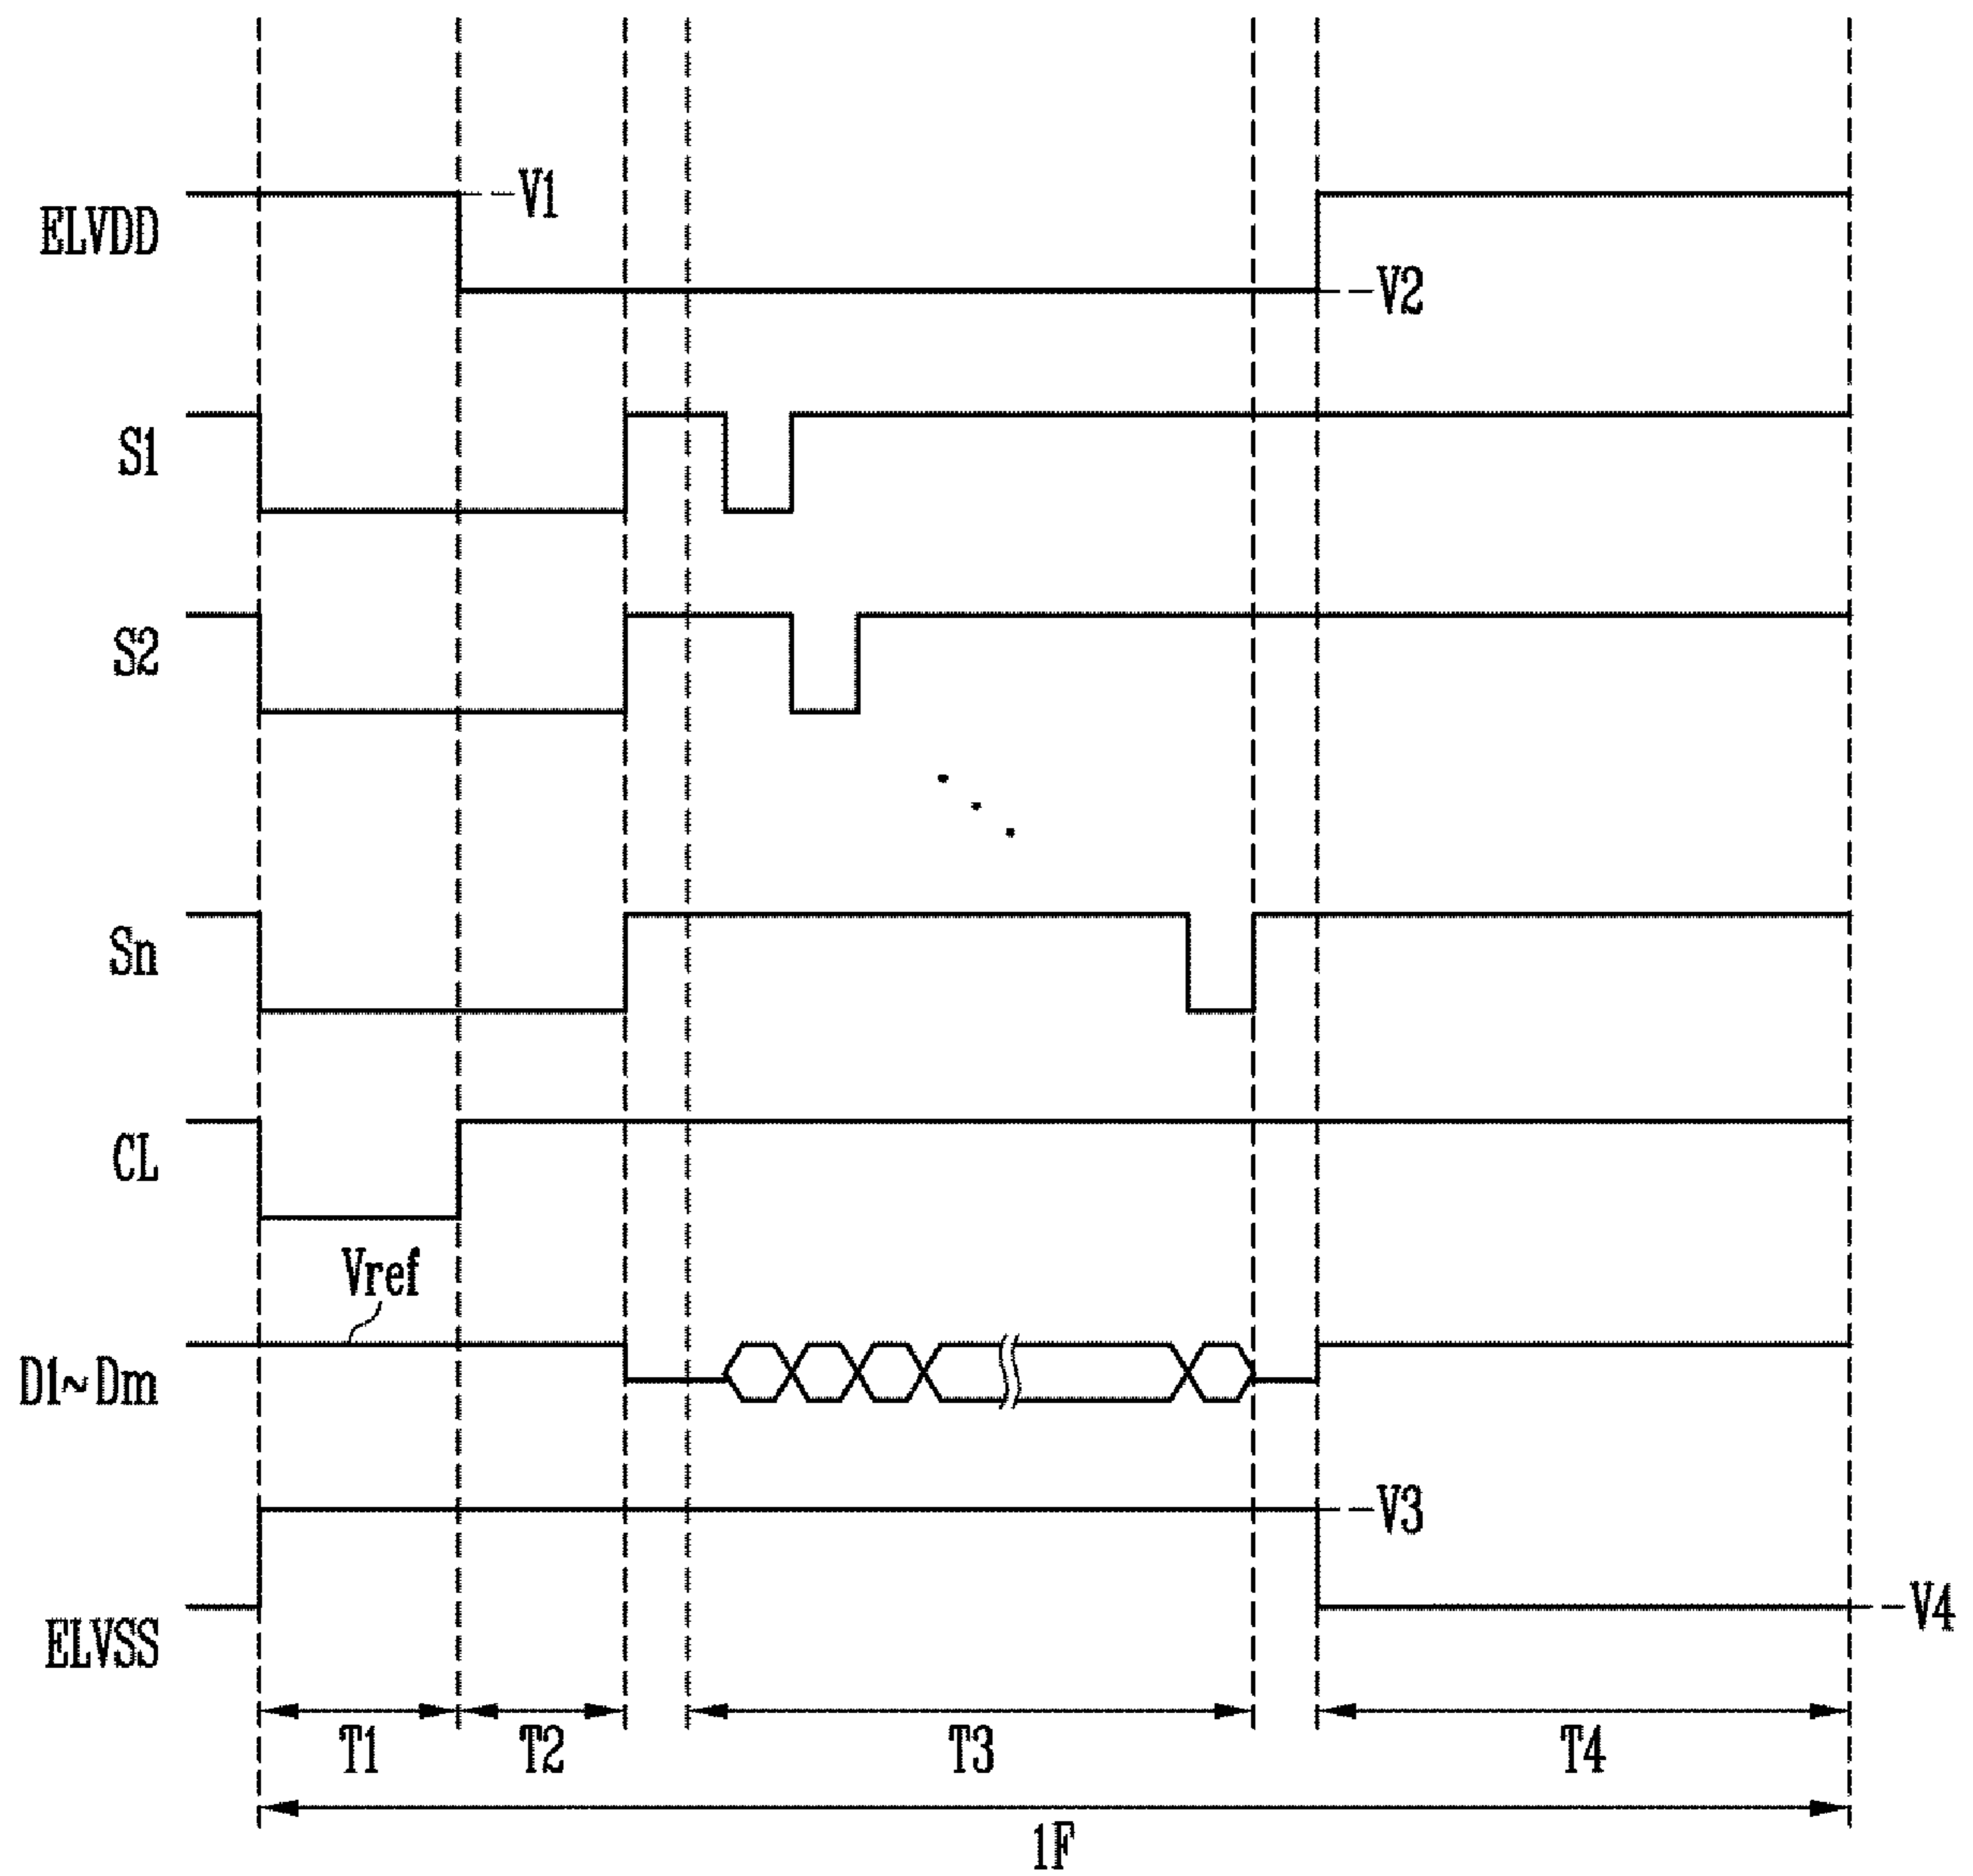 V1
ELVDD
V2
S1
S2
Sn
CL
Vref
D1~Dm
V3
V4
ELVSS
T1 T2 T3 T4
1F